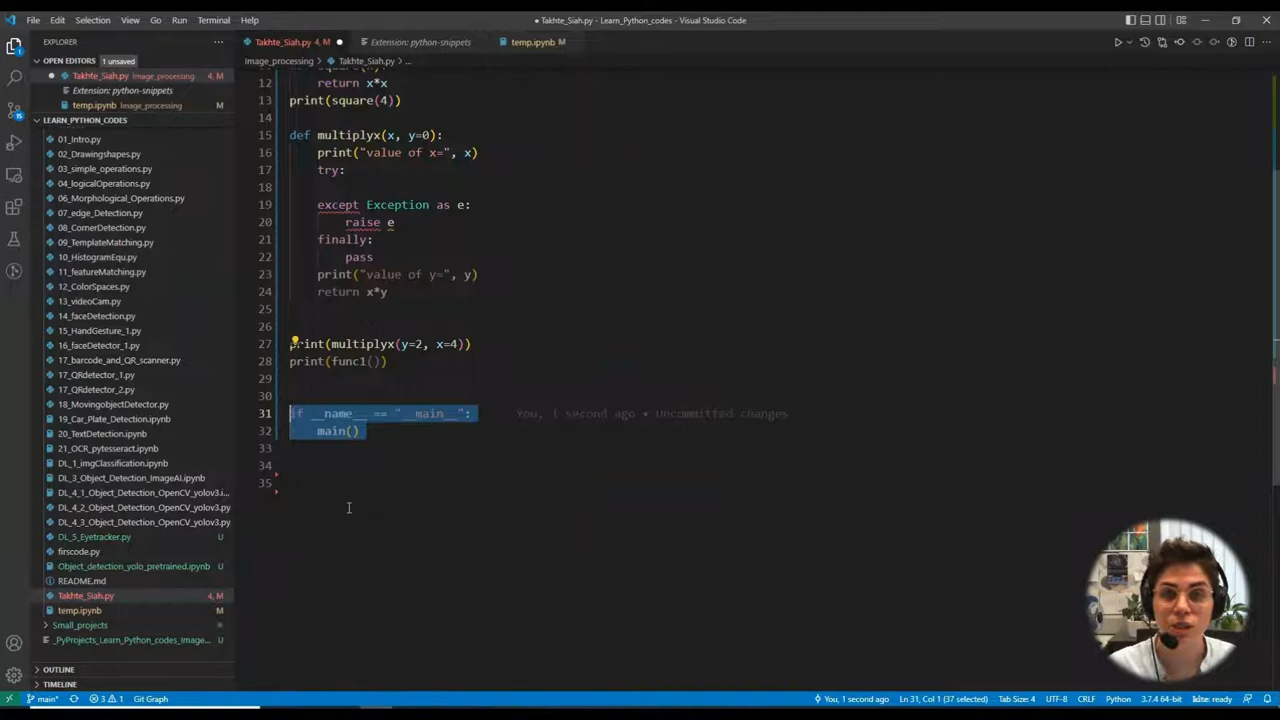 File Edit Selection View Go Run Terminal Help
● Takhte_Siah.py - Learn_Python_codes - Visual Studio Code
EXPLORER
OPEN EDITORS 1 unsaved
Takhte_Siah.py Image_processing 4, M
Extension: python-snippets
temp.ipynb Image_processing M
LEARN_PYTHON_CODES
01_Intro.py
02_Drawingshapes.py
03_simple_operations.py
04_logicalOperations.py
06_Morphological_Operations.py
07_edge_Detection.py
08_CornerDetection.py
09_TemplateMatching.py
10_HistogramEqu.py
11_featureMatching.py
12_ColorSpaces.py
13_videoCam.py
14_faceDetection.py
15_HandGesture_1.py
16_faceDetector_1.py
17_barcode_and_QR_scanner.py
17_QRdetector_1.py
17_QRdetector_2.py
18_MovingobjectDetector.py
19_Car_Plate_Detection.ipynb
20_TextDetection.ipynb
21_OCR_pytesseract.ipynb
DL_1_imgClassification.ipynb
DL_3_Object_Detection_ImageAI.ipynb
DL_4_1_Object_Detection_OpenCV_yolov3.i...
DL_4_2_Object_Detection_OpenCV_yolov3.py
DL_4_3_Object_Detection_OpenCV_yolov3.py
DL_5_Eyetracker.py U
firscode.py
Object_detection_yolo_pretrained.ipynb U
README.md
Takhte_Siah.py 4, M
temp.ipynb M
Small_projects
_PyProjects_Learn_Python_codes_Image... U
OUTLINE
TIMELINE
Takhte_Siah.py 4, M Extension: python-snippets temp.ipynb M
Image_processing > Takhte_Siah.py > ...
12 return x*x
13 print(square(4))
14
15 def multiplyx(x, y=0):
16 print("value of x=", x)
17 try:
18
19 except Exception as e:
20 raise e
21 finally:
22 pass
23 print("value of y=", y)
24 return x*y
25
26
27 print(multiplyx(y=2, x=4))
28 print(func1())
29
30
31 if __name__ == "__main__": You, 1 second ago • Uncommitted changes
32 main()
33
34
35
main* 3 1 Git Graph You, 1 second ago Ln 31, Col 1 (37 selected) Tab Size: 4 UTF-8 CRLF Python 3.7.4 64-bit kite: ready